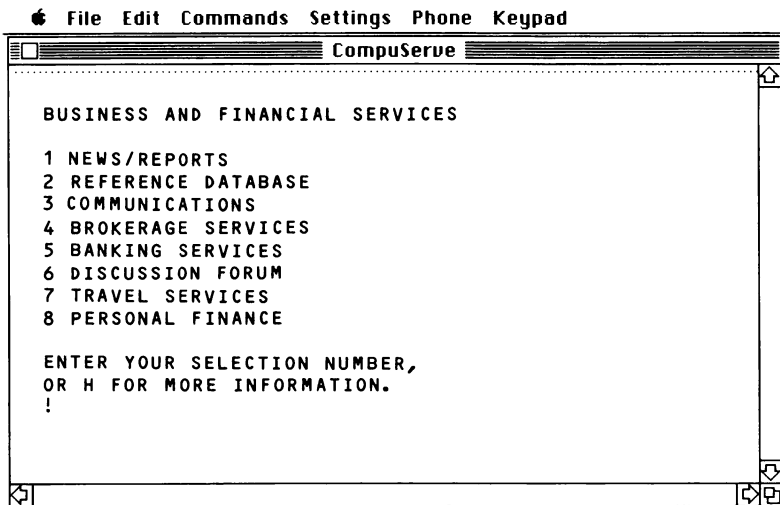 File Edit Commands Settings Phone Keypad
CompuServe
BUSINESS AND FINANCIAL SERVICES
1 NEWS/REPORTS
2 REFERENCE DATABASE
3 COMMUNICATIONS
4 BROKERAGE SERVICES
5 BANKING SERVICES
6 DISCUSSION FORUM
7 TRAVEL SERVICES
8 PERSONAL FINANCE
ENTER YOUR SELECTION NUMBER,
OR H FOR MORE INFORMATION.
!